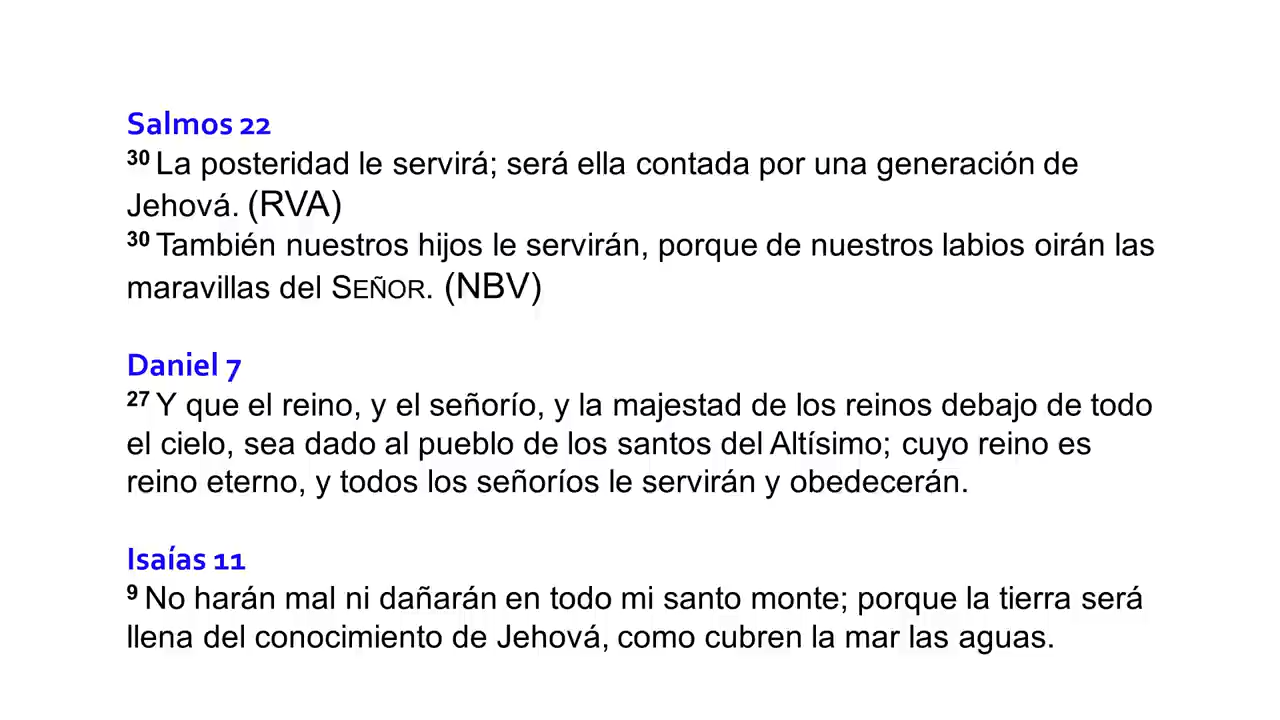 Salmos 22
30 La posteridad le servirá; será ella contada por una generación de
Jehová. (RVA)
30 También nuestros hijos le servirán, porque de nuestros labios oirán las
maravillas del SEÑOR. (NBV)
Daniel 7
27 Y que el reino, y el señorío, y la majestad de los reinos debajo de todo
el cielo, sea dado al pueblo de los santos del Altísimo; cuyo reino es
reino eterno, y todos los señoríos le servirán y obedecerán.
Isaías 11
9 No harán mal ni dañarán en todo mi santo monte; porque la tierra será
llena del conocimiento de Jehová, como cubren la mar las aguas.